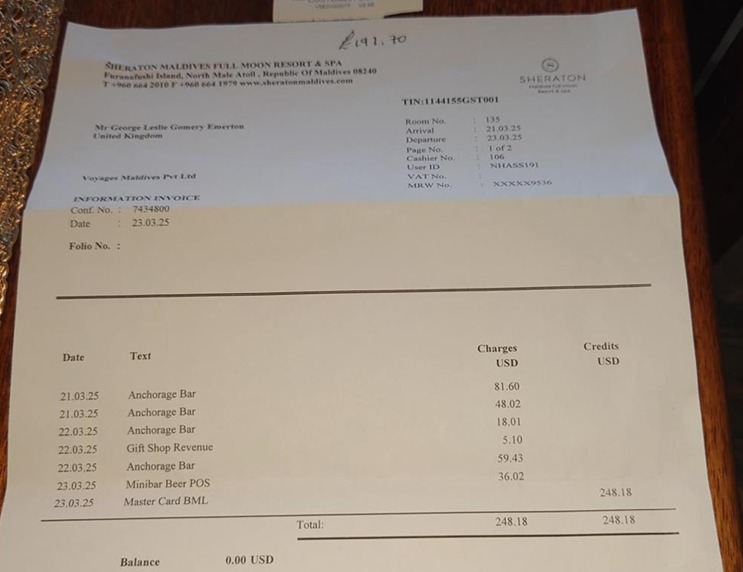 £191.70
SHERATON MALDIVES FULL MOON RESORT & SPA
Furanafushi Island, North Male Atoll, Republic Of Maldives 08240
T +960 664 2010 F +960 664 1979 www.sheratonmaldives.com
SHERATON
TIN:1144155GST001
Mr George Leslie Gomery Emerton
United Kingdom
Room No. : 135
Arrival : 21.03.25
Departure : 23.03.25
Page No. : 1 of 2
Cashier No. : 106
User ID : NHASS191
VAT No. :
MRW No. : XXXXX9536
Voyages Maldives Pvt Ltd
INFORMATION INVOICE
Conf. No. : 7434800
Date : 23.03.25
Folio No. :
Date Text Charges USD Credits USD
21.03.25 Anchorage Bar 81.60
21.03.25 Anchorage Bar 48.02
22.03.25 Anchorage Bar 18.01
22.03.25 Gift Shop Revenue 5.10
22.03.25 Anchorage Bar 59.43
23.03.25 Minibar Beer POS 36.02
23.03.25 Master Card BML 248.18
Total: 248.18 248.18
Balance 0.00 USD